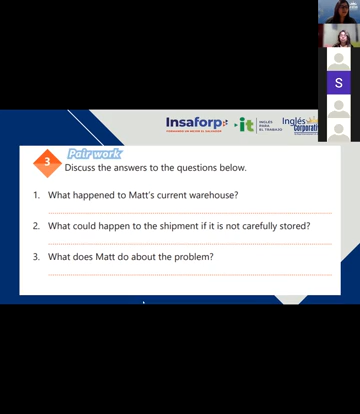 Insaforp
it
INGLÉS
PARA
EL TRABAJO
Inglés
Corporati
3
Pair work
Discuss the answers to the questions below.
1. What happened to Matt's current warehouse?
2. What could happen to the shipment if it is not carefully stored?
3. What does Matt do about the problem?
S